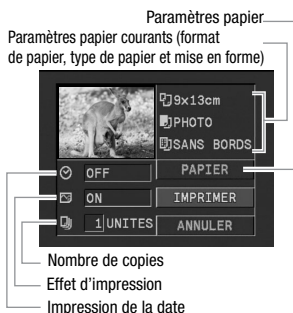 Paramètres papier
Paramètres papier courants (format
de papier, type de papier et mise en forme)
9x13cm
PHOTO
SANS BORDS
OFF
PAPIER
ON
IMPRIMER
1 UNITES
ANNULER
Nombre de copies
Effet d'impression
Impression de la date